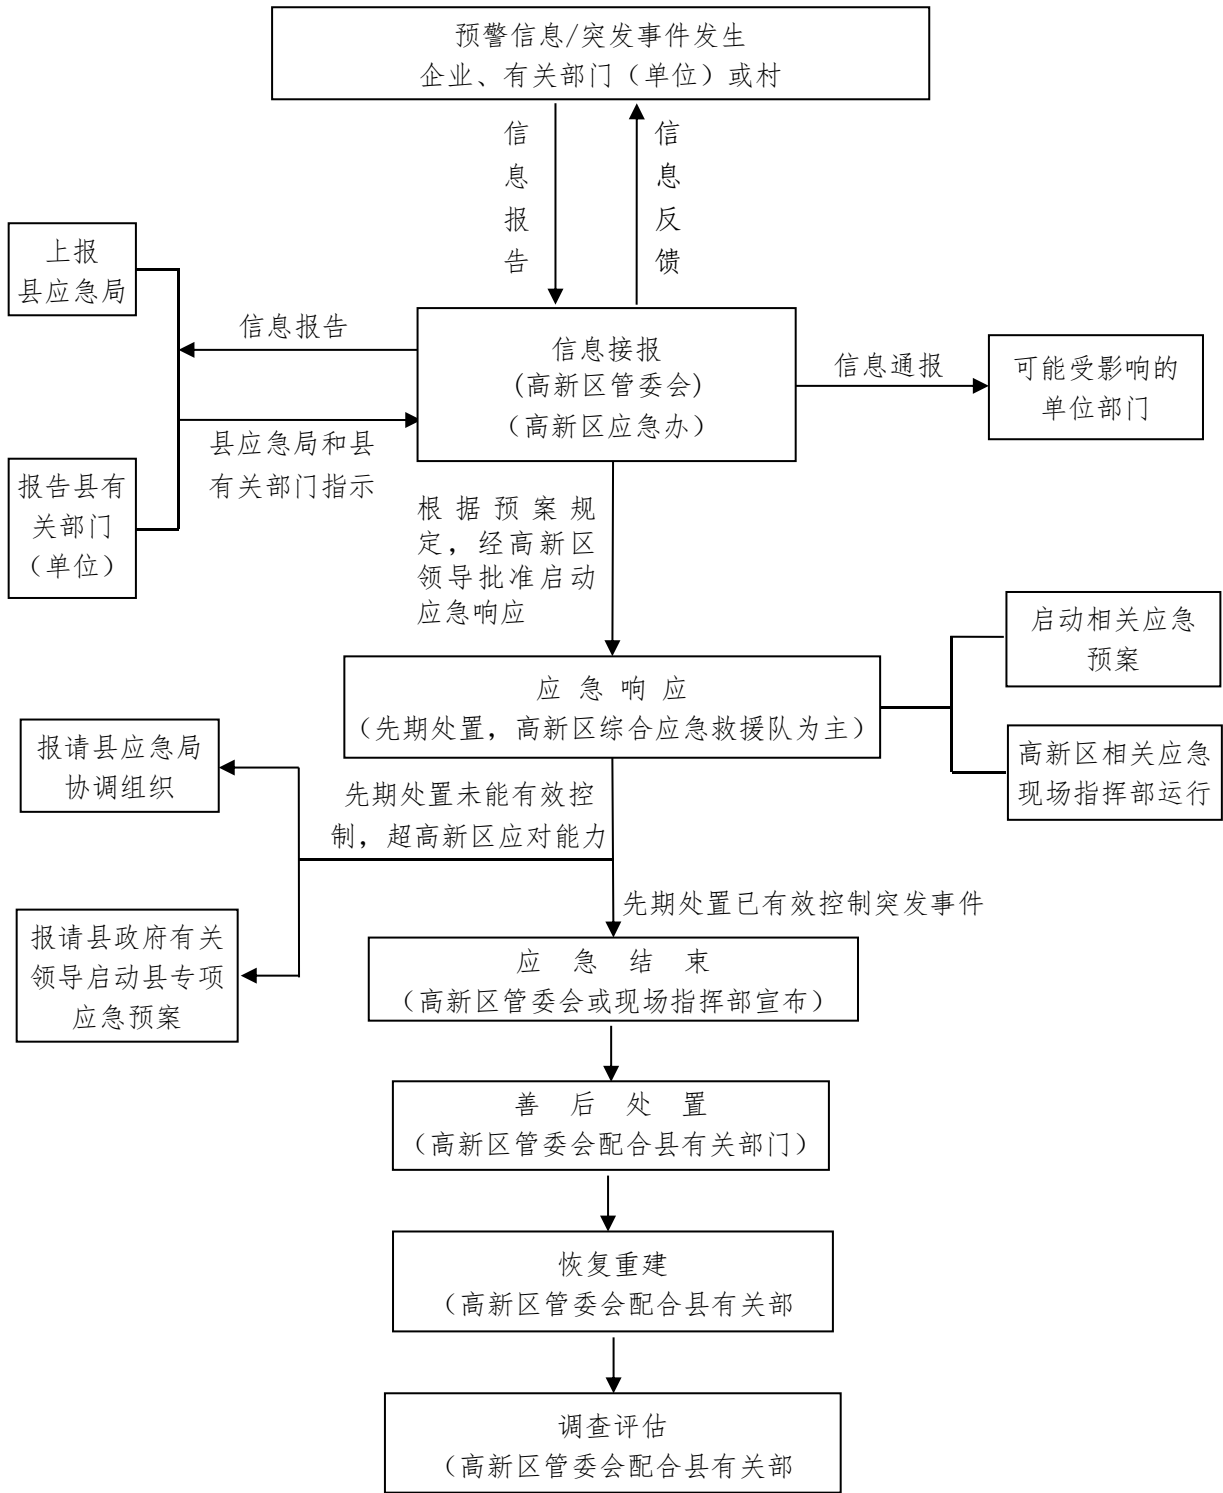 预警信息/突发事件发生
企业、有关部门（单位）或村
信息报告
信息反馈
上报
县应急局
信息报告
信息接报
(高新区管委会)
（高新区应急办）
信息通报
可能受影响的
单位部门
县应急局和县
有关部门指示
报告县有
关部门
（单位）
根据预案规
定，经高新区
领导批准启动
应急响应
启动相关应急
预案
应急响应
（先期处置，高新区综合应急救援队为主）
高新区相关应急
现场指挥部运行
报请县应急局
协调组织
先期处置未能有效控
制，超高新区应对能力
先期处置已有效控制突发事件
报请县政府有关
领导启动县专项
应急预案
应急结束
（高新区管委会或现场指挥部宣布）
善后处置
（高新区管委会配合县有关部门）
恢复重建
（高新区管委会配合县有关部
调查评估
（高新区管委会配合县有关部